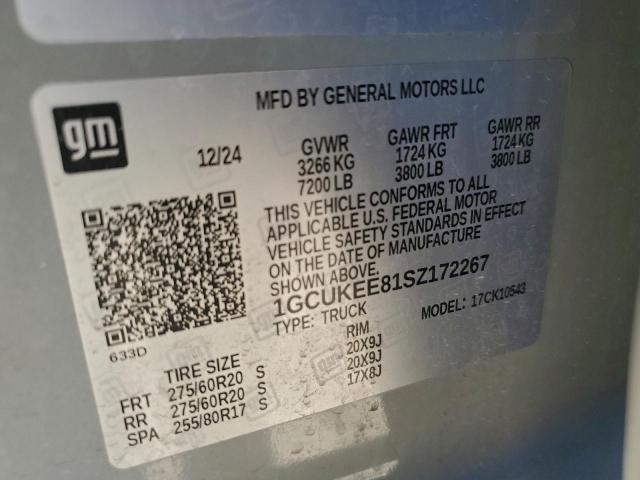 MFD BY GENERAL MOTORS LLC
gm
12/24
GVWR GAWR FRT GAWR RR
3266 KG 1724 KG 1724 KG
7200 LB 3800 LB 3800 LB
THIS VEHICLE CONFORMS TO ALL
APPLICABLE U.S. FEDERAL MOTOR
VEHICLE SAFETY STANDARDS IN EFFECT
ON THE DATE OF MANUFACTURE
SHOWN ABOVE.
1GCUKEE81SZ172267
TYPE: TRUCK MODEL: 17CK10543
633D
TIRE SIZE RIM
FRT 275/60R20 S 20X9J
RR 275/60R20 S 20X9J
SPA 255/80R17 S 17X8J